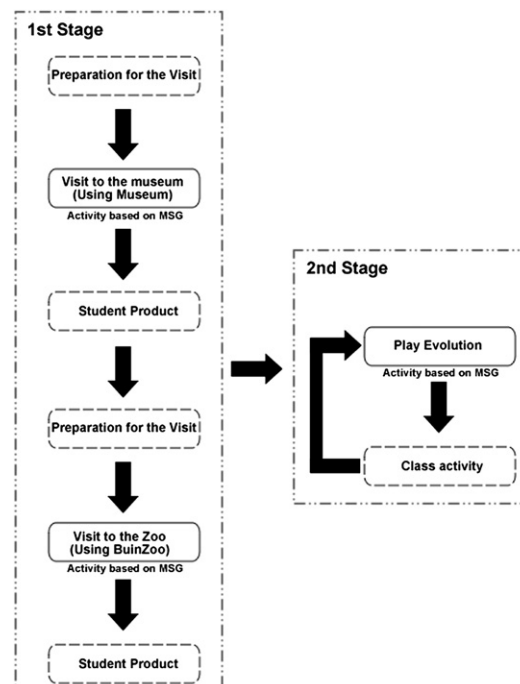 1st Stage
Preparation for the Visit
Visit to the museum
(Using Museum)
Activity based on MSG
Student Product
Preparation for the Visit
Visit to the Zoo
(Using BuinZoo)
Activity based on MSG
Student Product
2nd Stage
Play Evolution
Activity based on MSG
Class activity